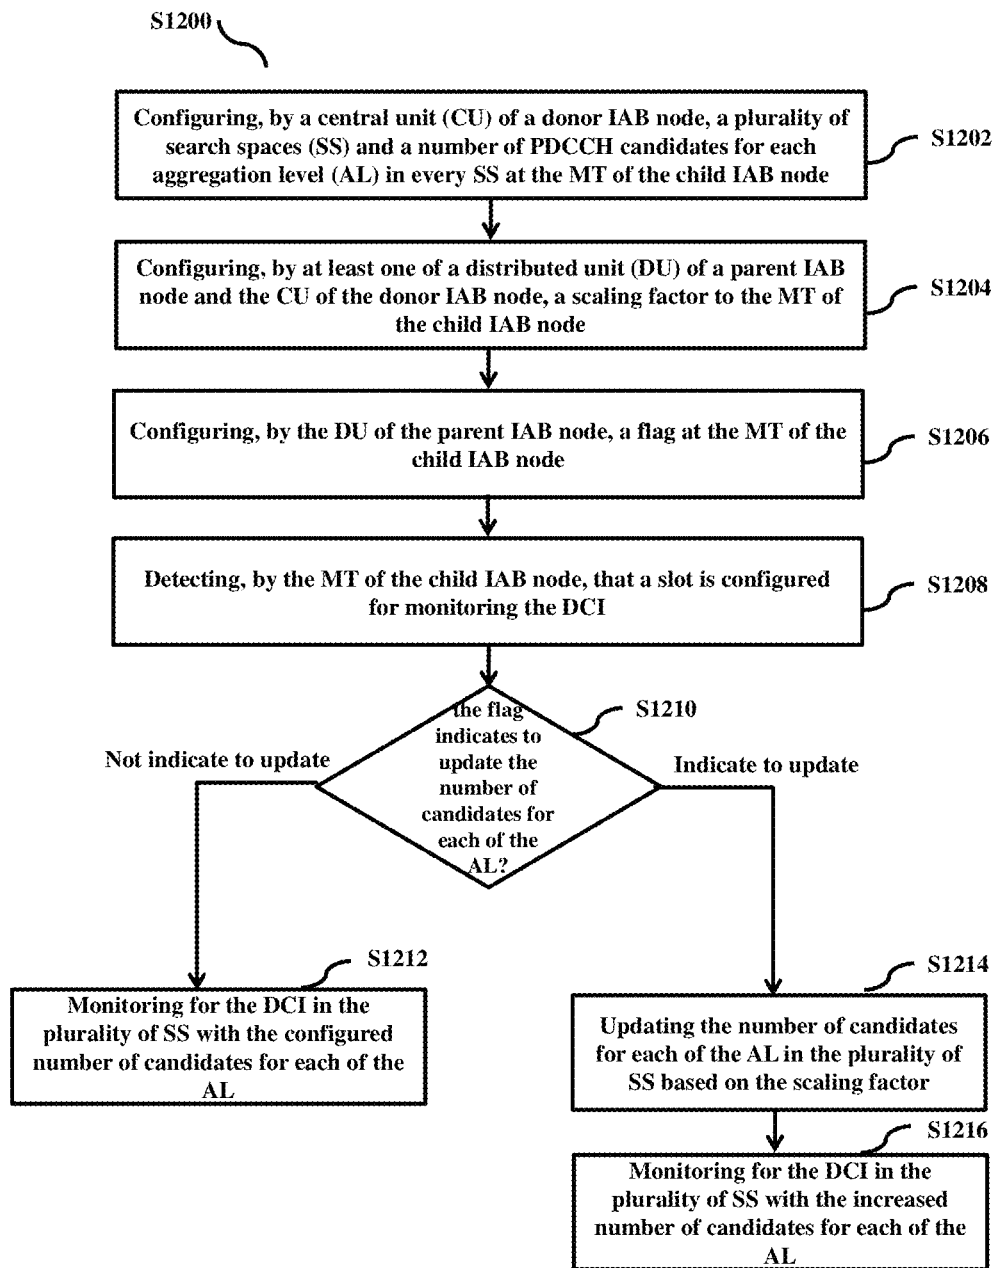 S1200
Configuring, by a central unit (CU) of a donor IAB node, a plurality of
search spaces (SS) and a number of PDCCH candidates for each
aggregation level (AL) in every SS at the MT of the child IAB node
S1202
Configuring, by at least one of a distributed unit (DU) of a parent IAB
node and the CU of the donor IAB node, a scaling factor to the MT of
the child IAB node
S1204
Configuring, by the DU of the parent IAB node, a flag at the MT of the
child IAB node
S1206
Detecting, by the MT of the child IAB node, that a slot is configured
for monitoring the DCI
S1208
the flag
indicates to
update the
number of
candidates for
each of the
AL?
S1210
Not indicate to update
Indicate to update
S1212
Monitoring for the DCI in the
plurality of SS with the configured
number of candidates for each of the
AL
S1214
Updating the number of candidates
for each of the AL in the plurality of
SS based on the scaling factor
S1216
Monitoring for the DCI in the
plurality of SS with the increased
number of candidates for each of the
AL